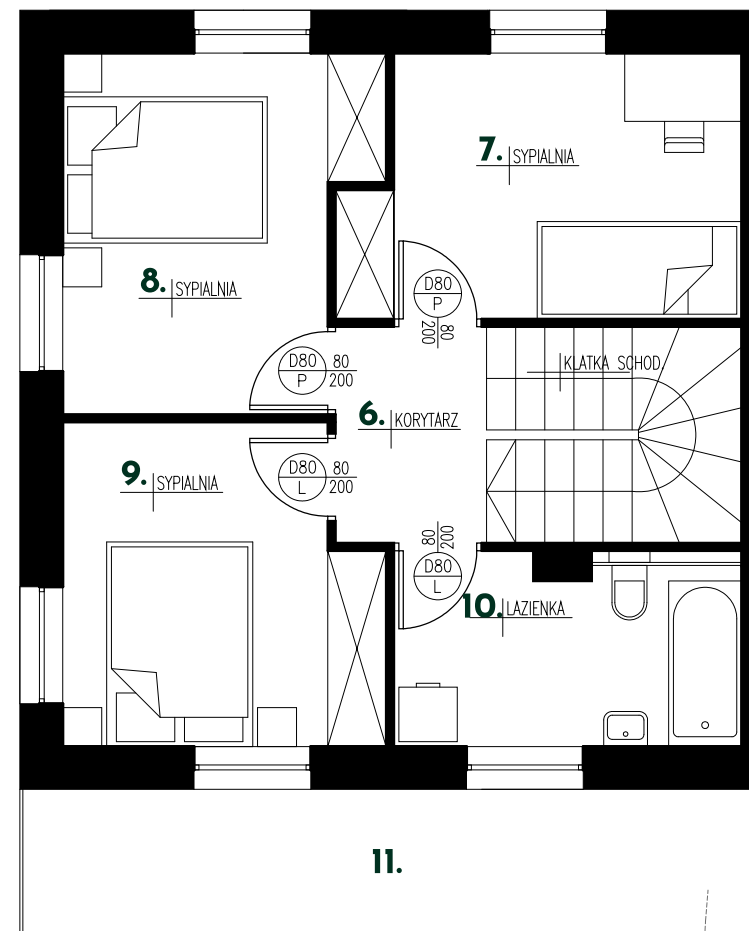 7. SYPIALNIA
8. SYPIALNIA
D80
P
80
200
D80
P
80
200
KLATKA SCHOD.
6. KORYTARZ
9. SYPIALNIA
D80
L
80
200
80
200
D80
L
10. LAZIENKA
11.